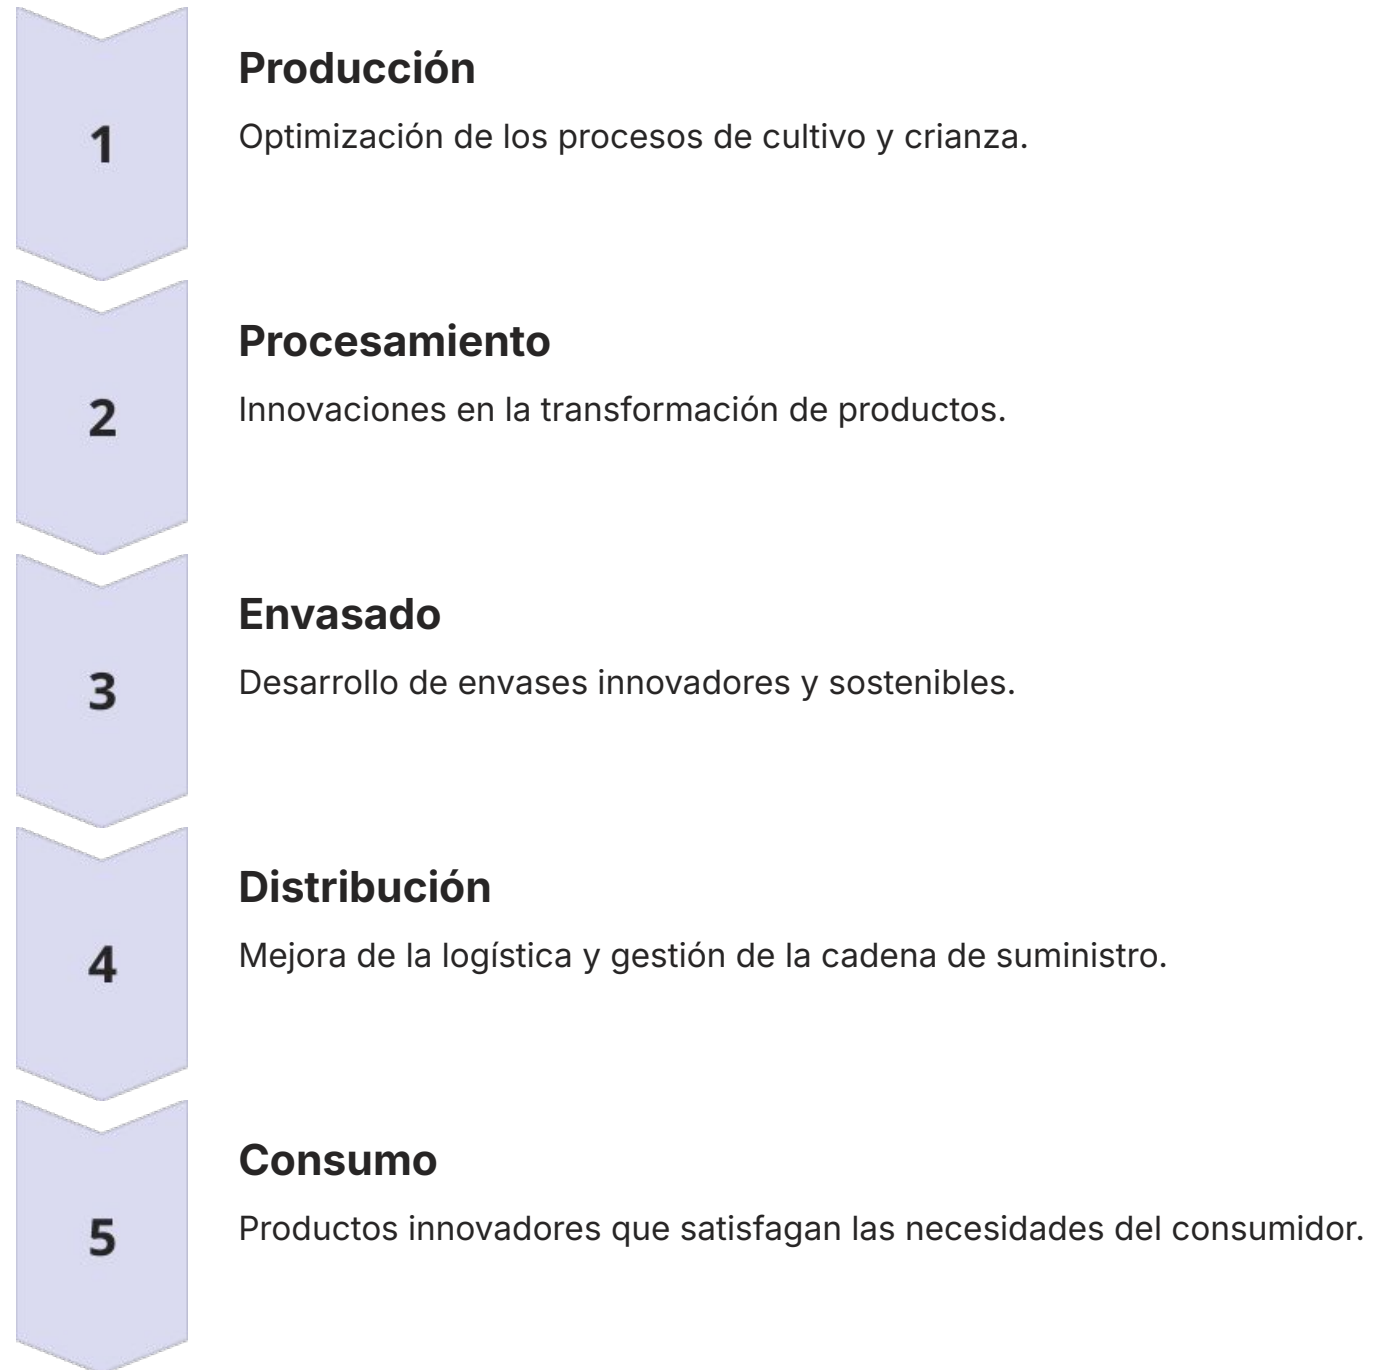 1
Producción
Optimización de los procesos de cultivo y crianza.
2
Procesamiento
Innovaciones en la transformación de productos.
3
Envasado
Desarrollo de envases innovadores y sostenibles.
4
Distribución
Mejora de la logística y gestión de la cadena de suministro.
5
Consumo
Productos innovadores que satisfagan las necesidades del consumidor.